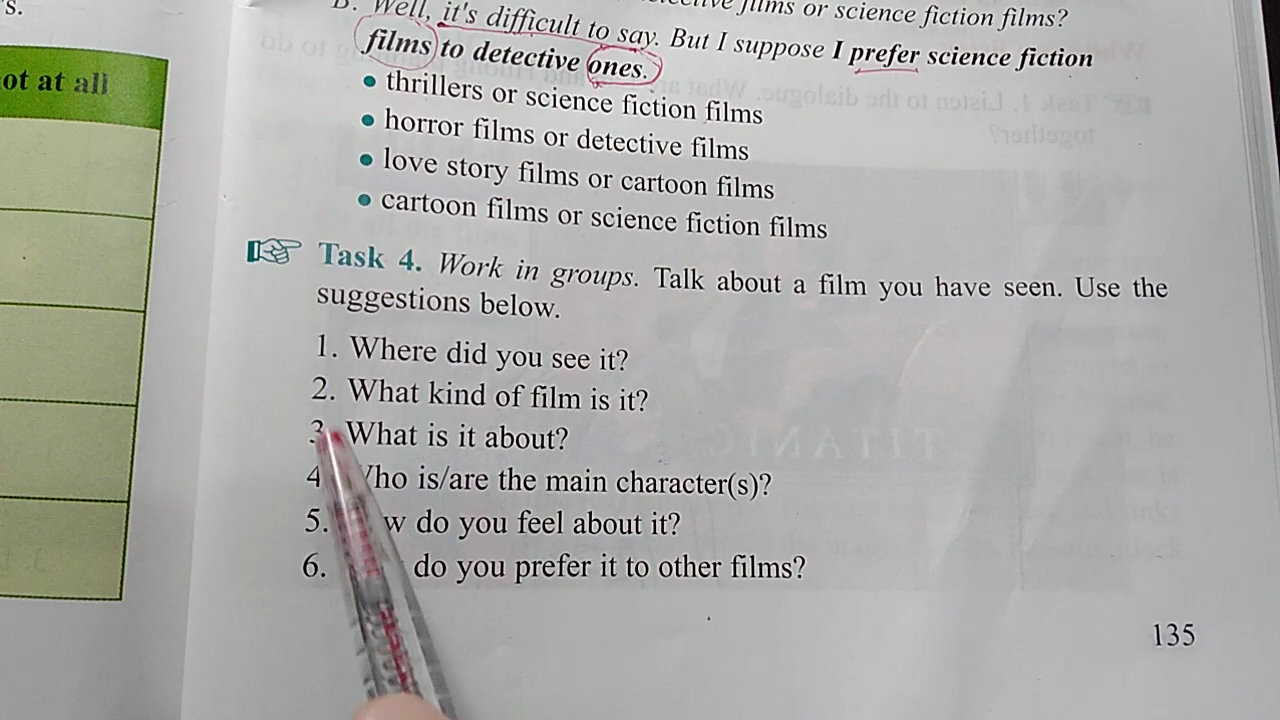 s.
ot at all
films or science fiction films?
B. Well, it's difficult to say. But I suppose I prefer science fiction
films to detective ones.
• thrillers or science fiction films
• horror films or detective films
• love story films or cartoon films
• cartoon films or science fiction films
Task 4. Work in groups. Talk about a film you have seen. Use the
suggestions below.
1. Where did you see it?
2. What kind of film is it?
3. What is it about?
4 ho is/are the main character(s)?
5. w do you feel about it?
6. do you prefer it to other films?
135
TITANIC